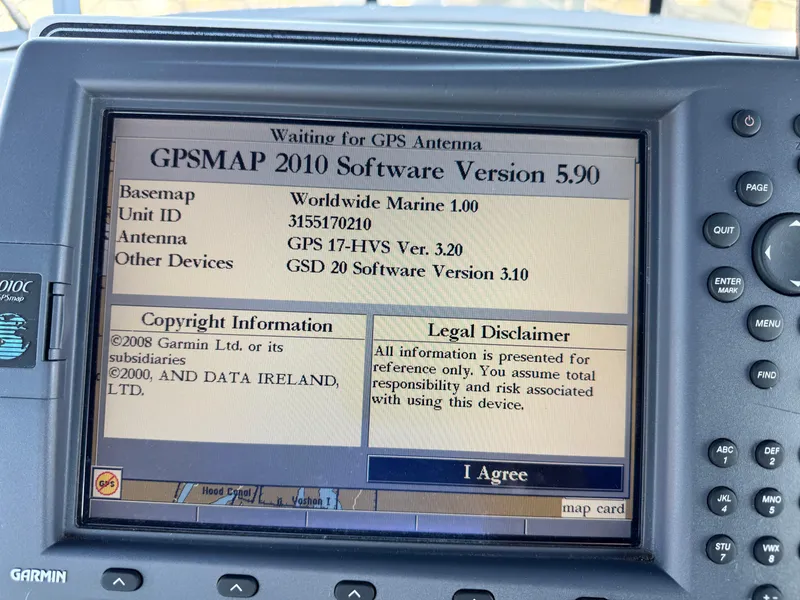 Waiting for GPS Antenna
GPSMAP 2010 Software Version 5.90
Basemap Worldwide Marine 1.00
Unit ID 3155170210
Antenna GPS 17-HVS Ver. 3.20
Other Devices GSD 20 Software Version 3.10
Copyright Information
©2008 Garmin Ltd. or its
subsidiaries
©2000, AND DATA IRELAND,
LTD.
Legal Disclaimer
All information is presented for
reference only. You assume total
responsibility and risk associated
with using this device.
I Agree
GPS
Hood Canal
Vashon I
map card
010C
GPSmap
GARMIN
PAGE
QUIT
ENTER
MARK
MENU
FIND
ABC
1
DEF
2
JKL
4
MNO
5
STU
7
VWX
8